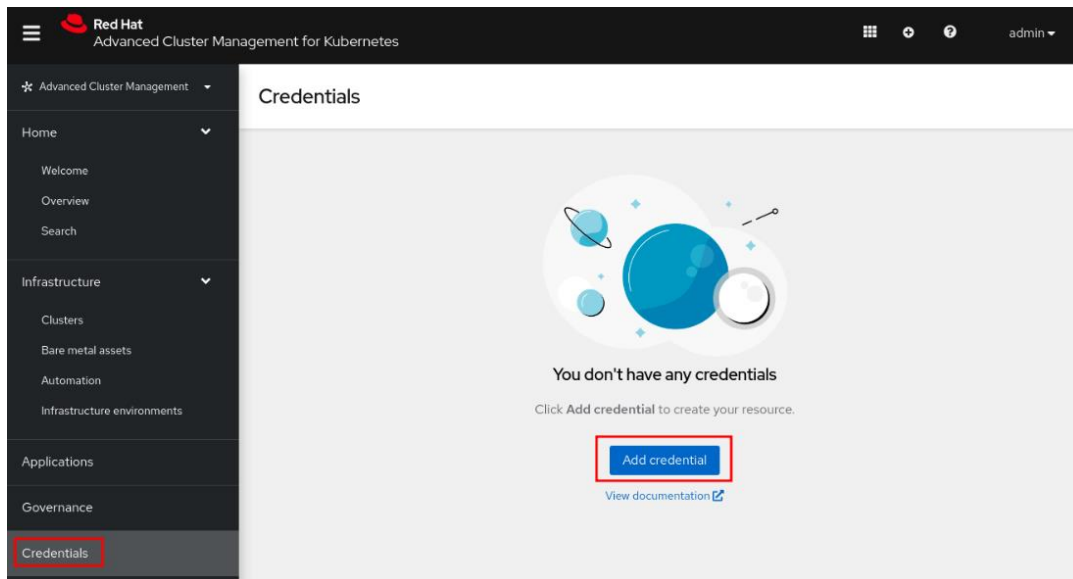 Red Hat
Advanced Cluster Management for Kubernetes
admin
Advanced Cluster Management
Home
Welcome
Overview
Search
Infrastructure
Clusters
Bare metal assets
Automation
Infrastructure environments
Applications
Governance
Credentials
Credentials
You don't have any credentials
Click Add credential to create your resource.
Add credential
View documentation